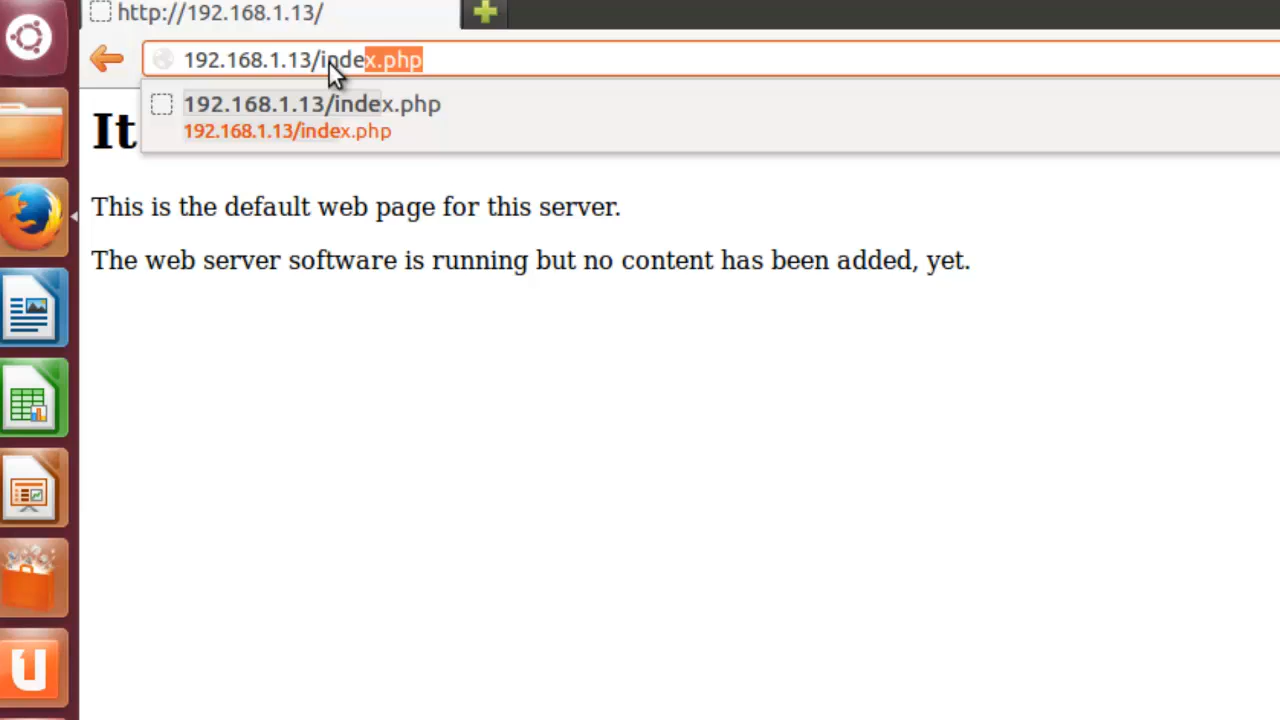 http://192.168.1.13/
192.168.1.13/index.php
192.168.1.13/index.php
192.168.1.13/index.php
It
This is the default web page for this server.
The web server software is running but no content has been added, yet.